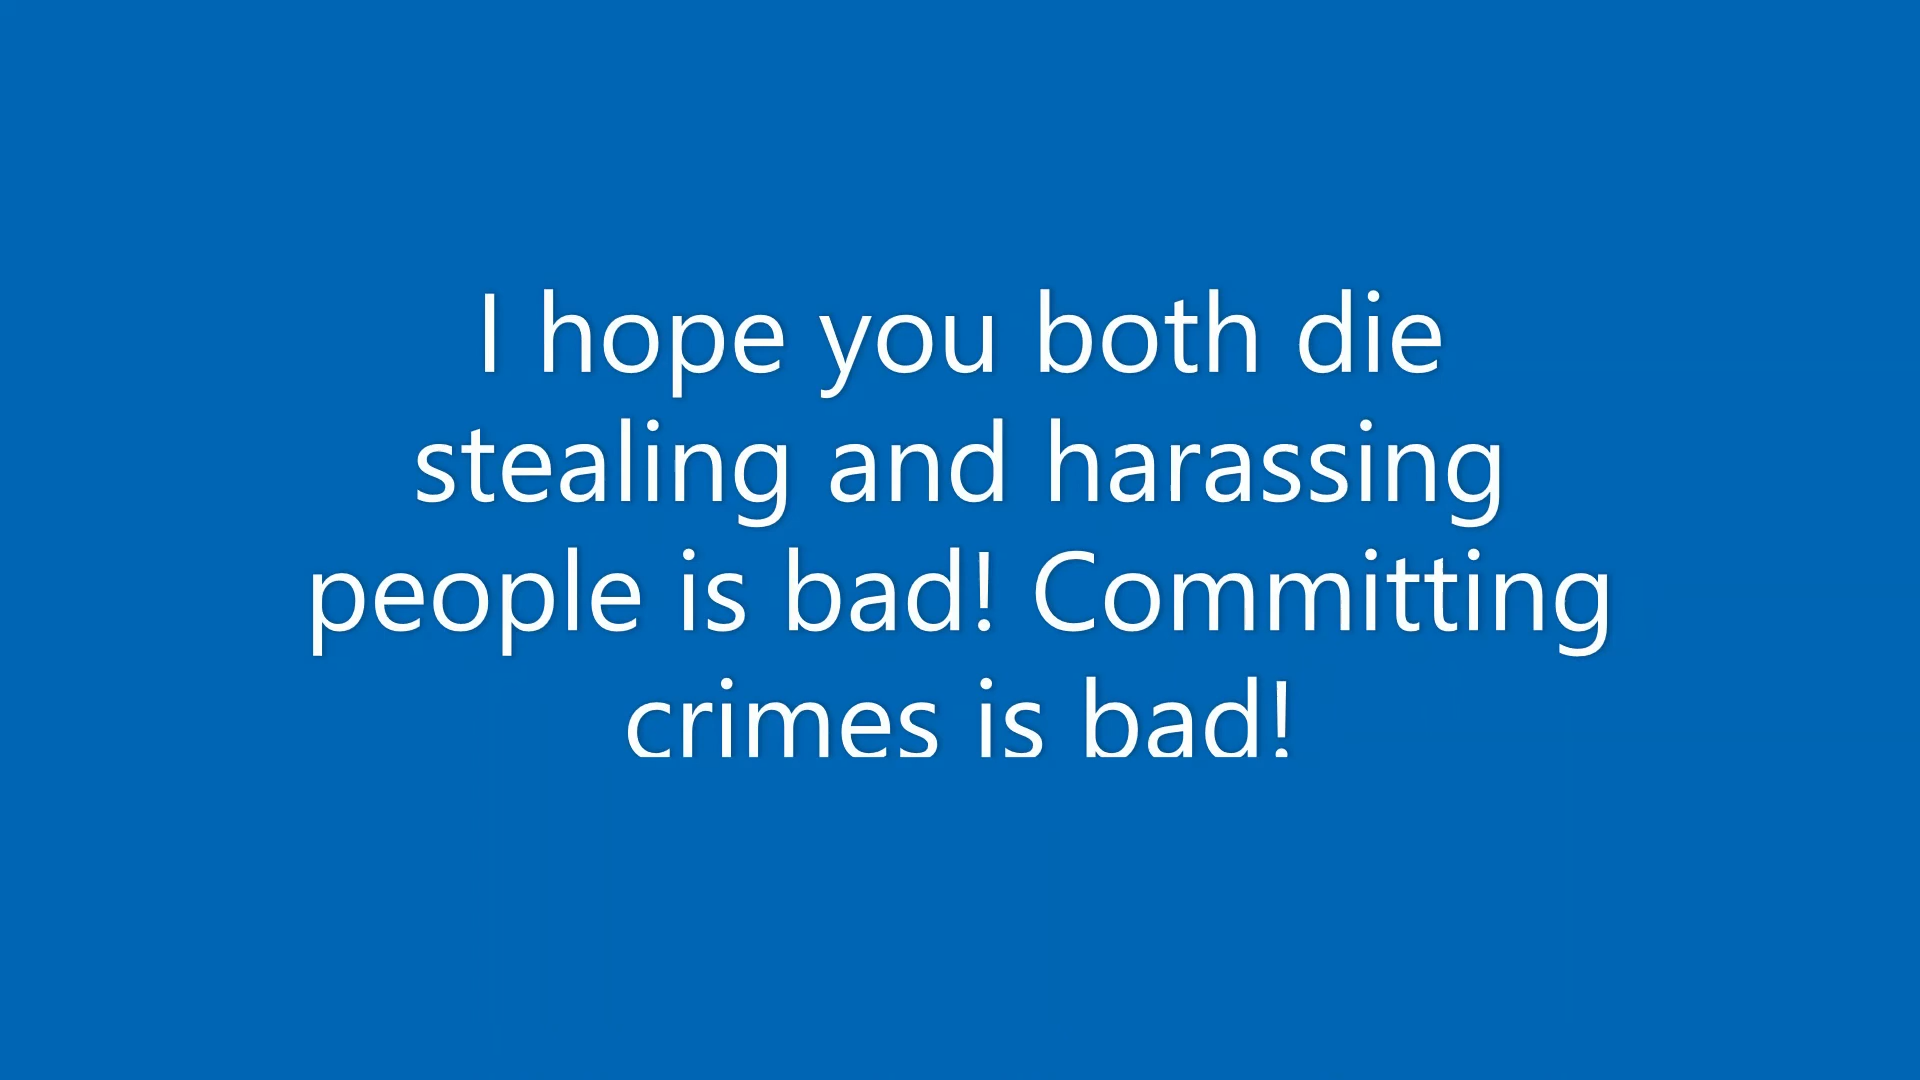 I hope you both die
stealing and harassing
people is bad! Committing
crimes is bad!